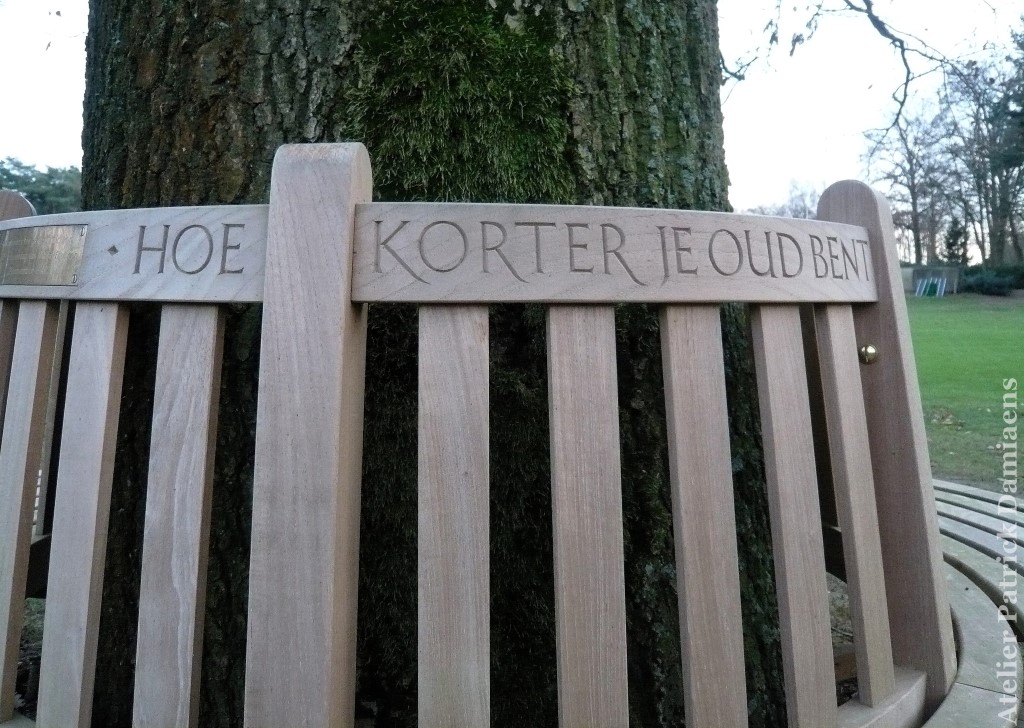 · HOE KORTER JE OUD BENT
Atelier Patrick Damiaens